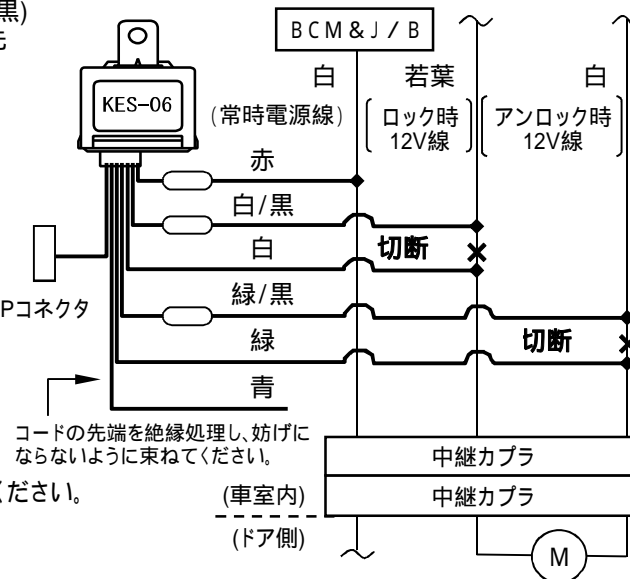 黒)
BCM&J/B
白
若葉
白
KES-06
(常時電源線)
ロック時
12V線
アンロック時
12V線
赤
白/黒
白
切断
緑/黒
Pコネクタ
緑
切断
青
コードの先端を絶縁処理し、妨げに
ならないように束ねてください。
ください。
中継カプラ
(車室内)
中継カプラ
(ドア側)
M